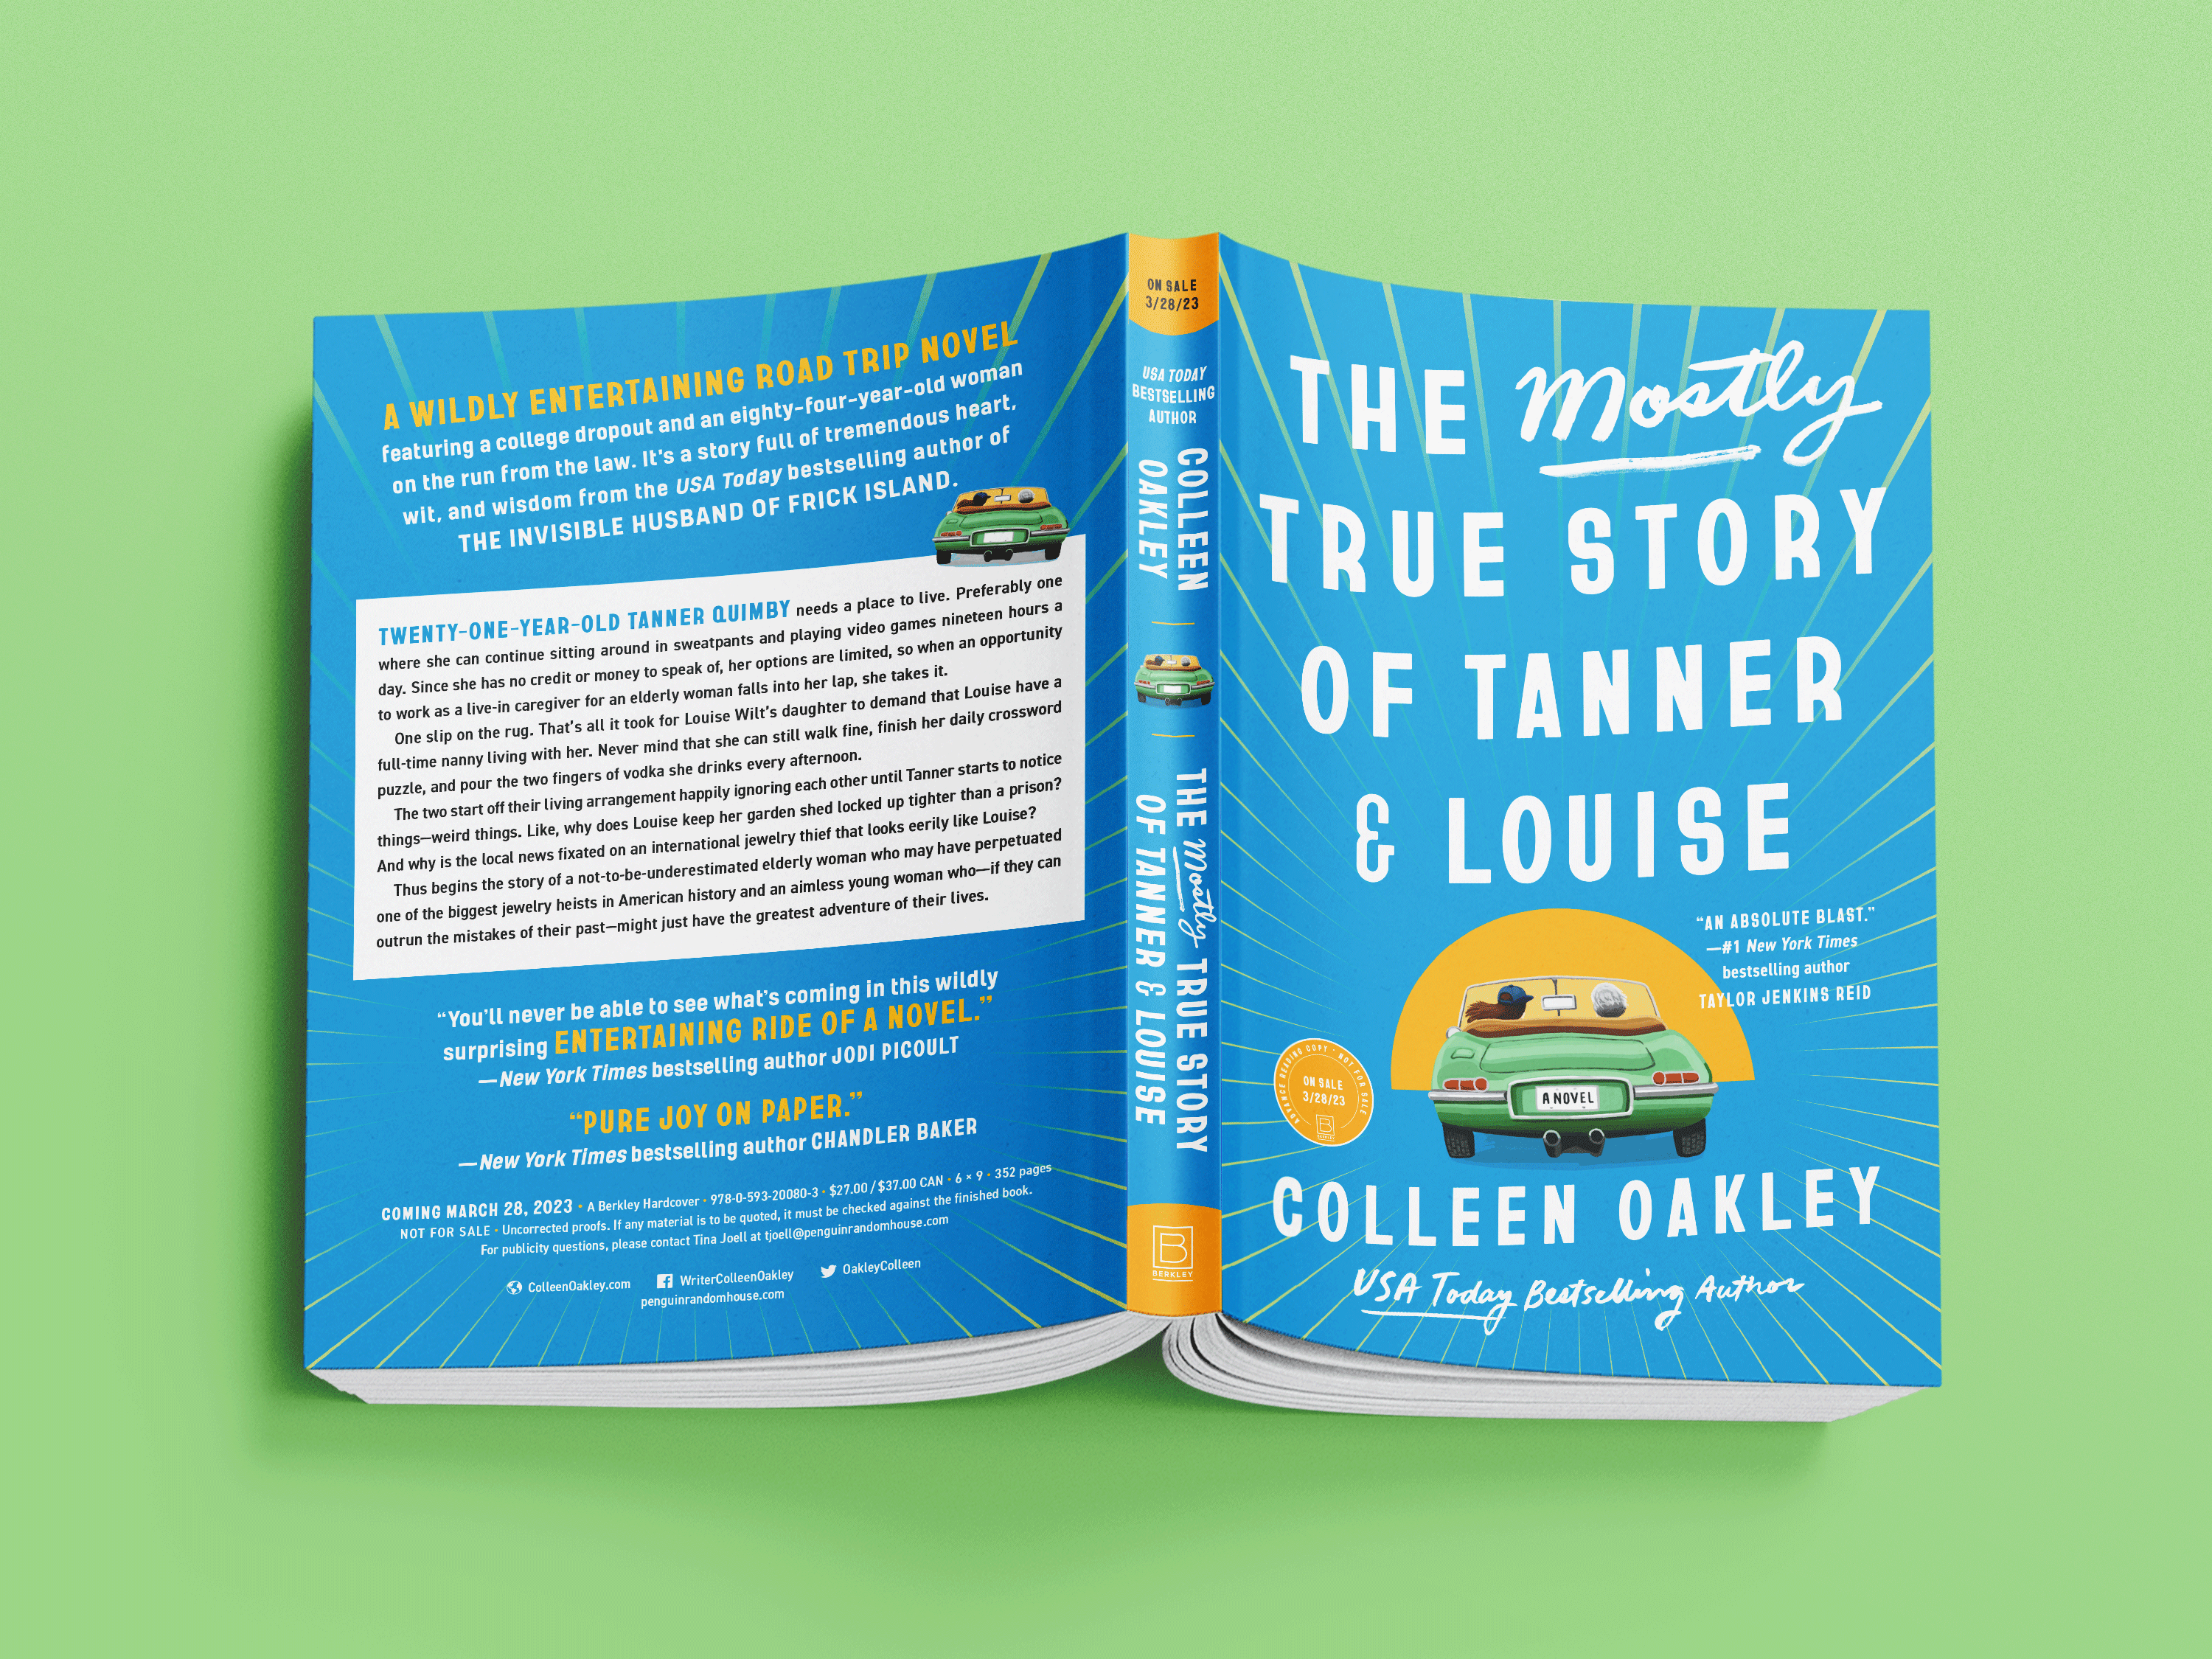 A WILDLY ENTERTAINING ROAD TRIP NOVEL
featuring a college dropout and an eighty-four-year-old woman
on the run from the law. It's a story full of tremendous heart,
wit, and wisdom from the USA Today bestselling author of
THE INVISIBLE HUSBAND OF FRICK ISLAND.
TWENTY-ONE-YEAR-OLD TANNER QUIMBY needs a place to live. Preferably one
where she can continue sitting around in sweatpants and playing video games nineteen hours a
day. Since she has no credit or money to speak of, her options are limited, so when an opportunity
to work as a live-in caregiver for an elderly woman falls into her lap, she takes it.
One slip on the rug. That's all it took for Louise Wilt's daughter to demand that Louise have a
full-time nanny living with her. Never mind that she can still walk fine, finish her daily crossword
puzzle, and pour the two fingers of vodka she drinks every afternoon.
The two start off their living arrangement happily ignoring each other until Tanner starts to notice
things—weird things. Like, why does Louise keep her garden shed locked up tighter than a prison?
And why is the local news fixated on an international jewelry thief that looks eerily like Louise?
Thus begins the story of a not-to-be-underestimated elderly woman who may have perpetuated
one of the biggest jewelry heists in American history and an aimless young woman who—if they can
outrun the mistakes of their past—might just have the greatest adventure of their lives.
“You'll never be able to see what's coming in this wildly
surprising ENTERTAINING RIDE OF A NOVEL.”
—New York Times bestselling author JODI PICOULT
“PURE JOY ON PAPER.”
—New York Times bestselling author CHANDLER BAKER
COMING MARCH 28, 2023 • A Berkley Hardcover • 978-0-593-20080-3 • $27.00 / $37.00 CAN • 6 × 9 • 352 pages
NOT FOR SALE • Uncorrected proofs. If any material is to be quoted, it must be checked against the finished book.
For publicity questions, please contact Tina Joell at tjoell@penguinrandomhouse.com
ColleenOakley.com WriterColleenOakley OakleyColleen
penguinrandomhouse.com
ON SALE
3/28/23
USA TODAY
BESTSELLING
AUTHOR
COLLEEN
OAKLEY
THE Mostly TRUE STORY
OF TANNER & LOUISE
B
BERKLEY
THE Mostly
TRUE STORY
OF TANNER
& LOUISE
“AN ABSOLUTE BLAST.”
—#1 New York Times
bestselling author
TAYLOR JENKINS REID
ADVANCE READING COPY • NOT FOR SALE
ON SALE
3/28/23
B
BERKLEY
A NOVEL
COLLEEN OAKLEY
USA Today Bestselling Author